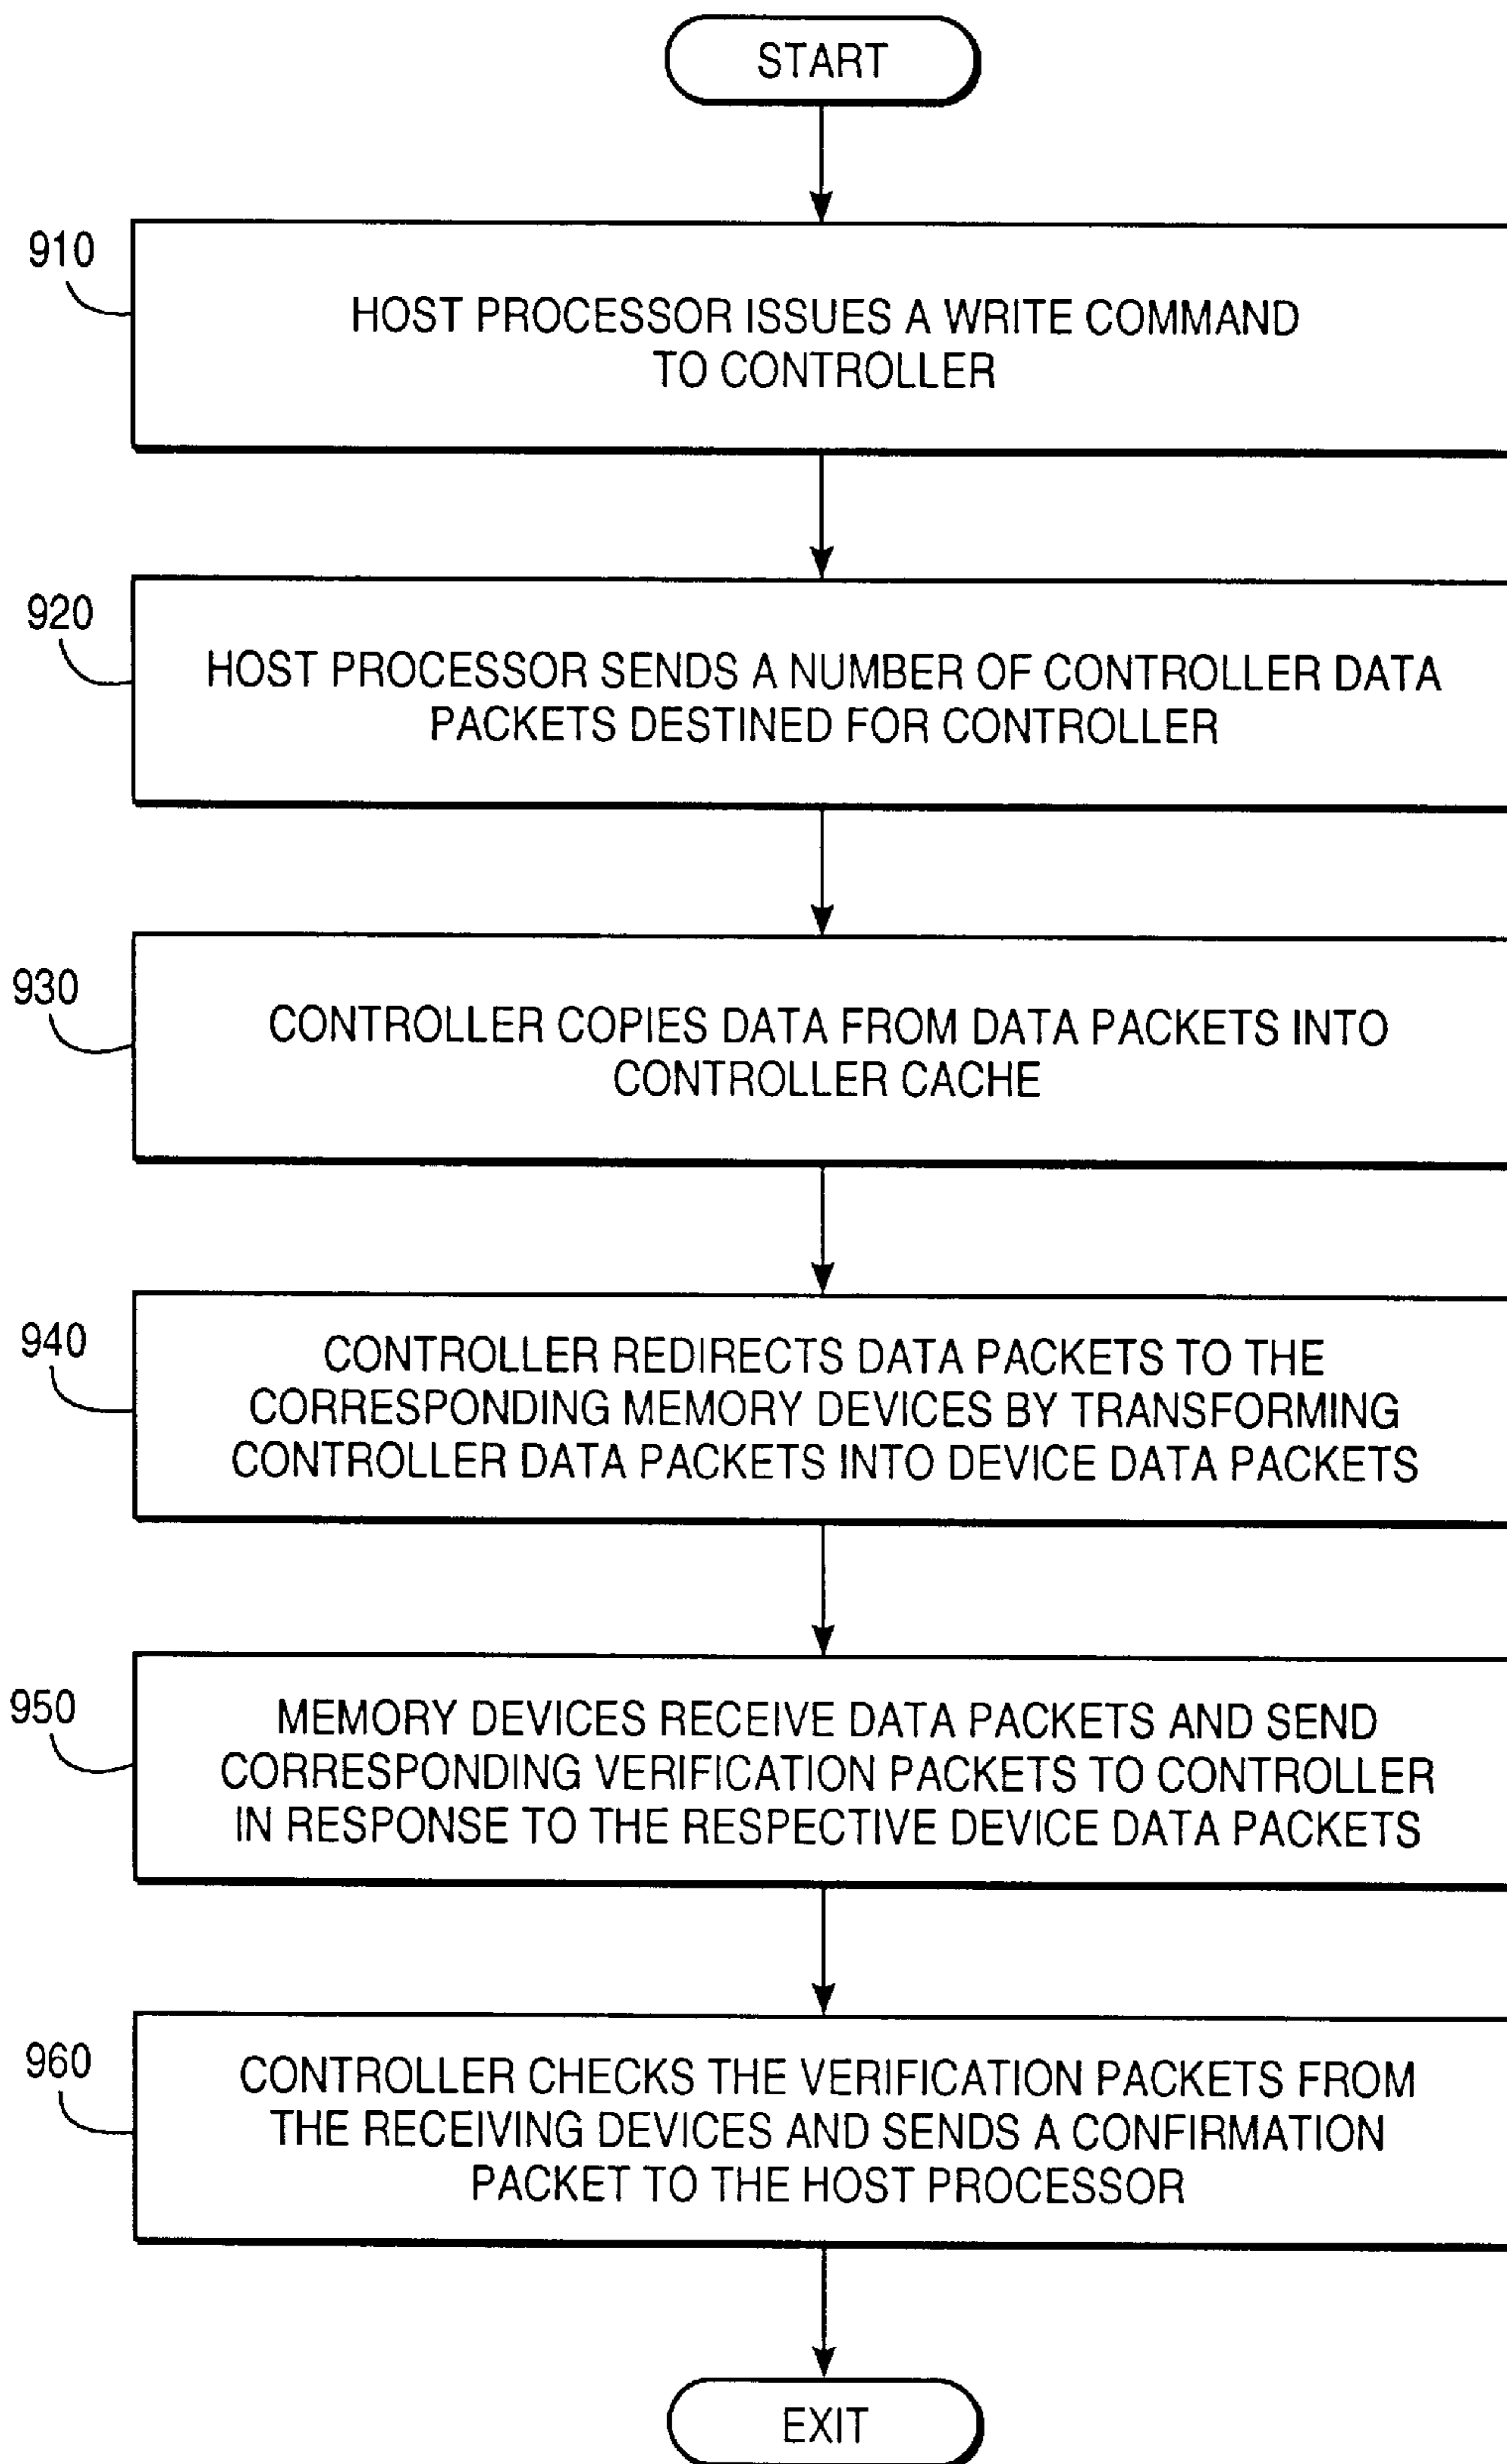 START
910
HOST PROCESSOR ISSUES A WRITE COMMAND
TO CONTROLLER
920
HOST PROCESSOR SENDS A NUMBER OF CONTROLLER DATA
PACKETS DESTINED FOR CONTROLLER
930
CONTROLLER COPIES DATA FROM DATA PACKETS INTO
CONTROLLER CACHE
940
CONTROLLER REDIRECTS DATA PACKETS TO THE
CORRESPONDING MEMORY DEVICES BY TRANSFORMING
CONTROLLER DATA PACKETS INTO DEVICE DATA PACKETS
950
MEMORY DEVICES RECEIVE DATA PACKETS AND SEND
CORRESPONDING VERIFICATION PACKETS TO CONTROLLER
IN RESPONSE TO THE RESPECTIVE DEVICE DATA PACKETS
960
CONTROLLER CHECKS THE VERIFICATION PACKETS FROM
THE RECEIVING DEVICES AND SENDS A CONFIRMATION
PACKET TO THE HOST PROCESSOR
EXIT